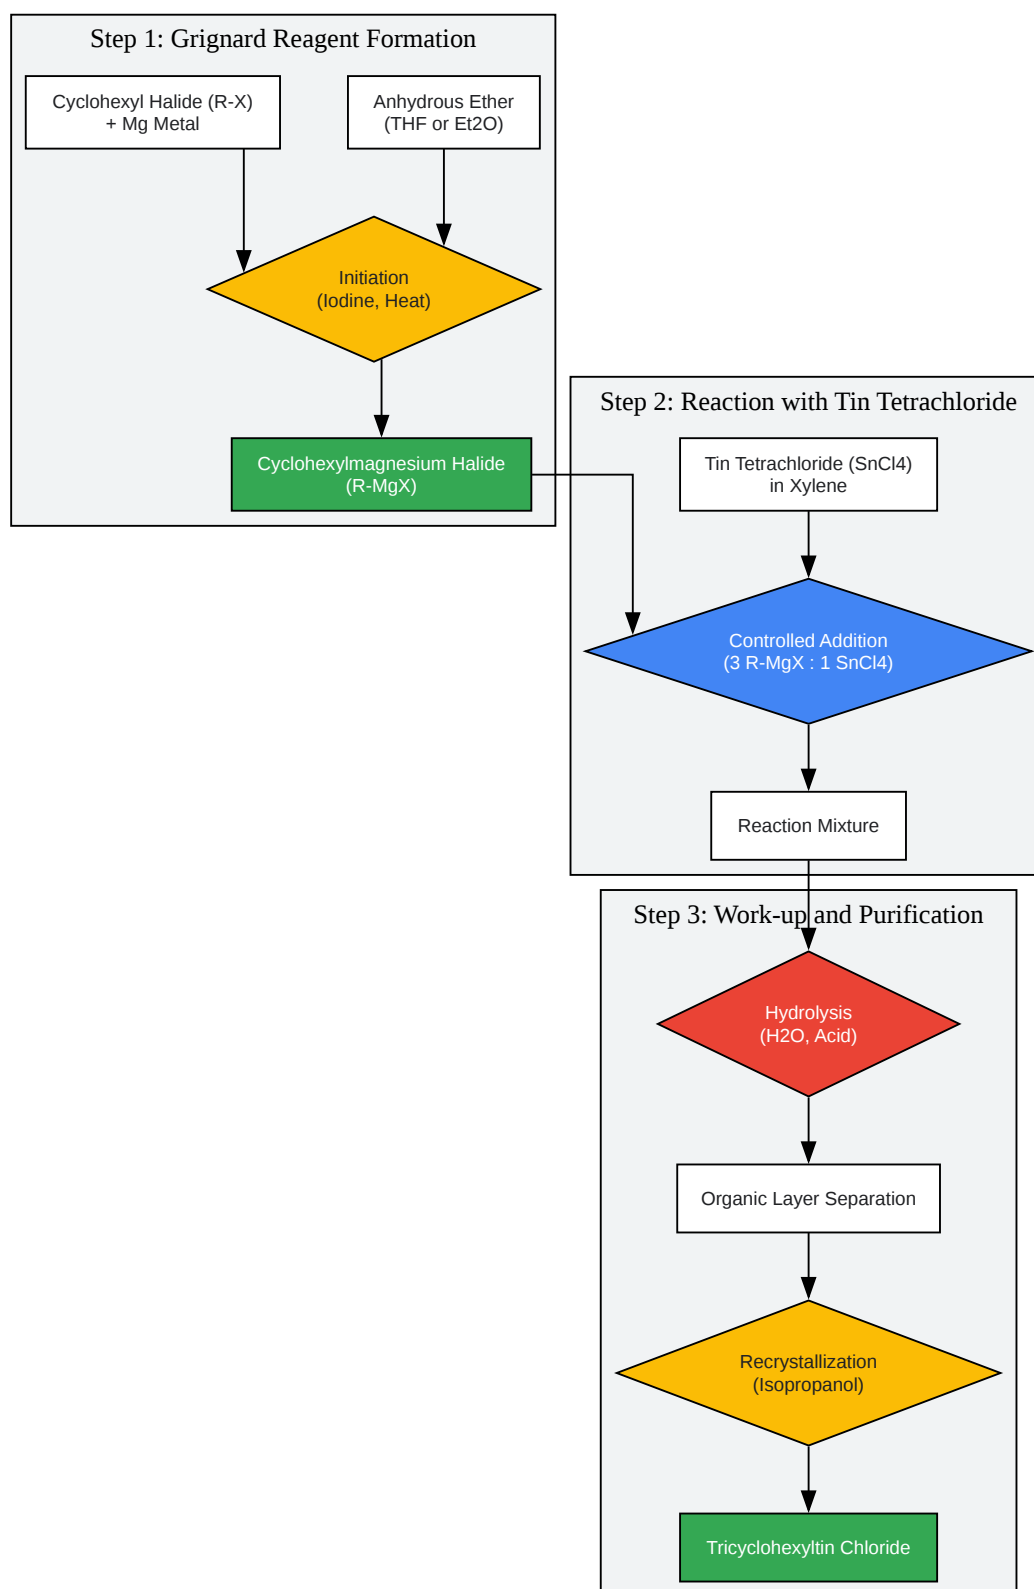 Step 1: Grignard Reagent Formation
Cyclohexyl Halide (R-X)
+ Mg Metal
Anhydrous Ether
(THF or Et2O)
Initiation
(Iodine, Heat)
Cyclohexylmagnesium Halide
(R-MgX)
Step 2: Reaction with Tin Tetrachloride
Tin Tetrachloride (SnCl4)
in Xylene
Controlled Addition
(3 R-MgX : 1 SnCl4)
Reaction Mixture
Step 3: Work-up and Purification
Hydrolysis
(H2O, Acid)
Organic Layer Separation
Recrystallization
(Isopropanol)
Tricyclohexyltin Chloride